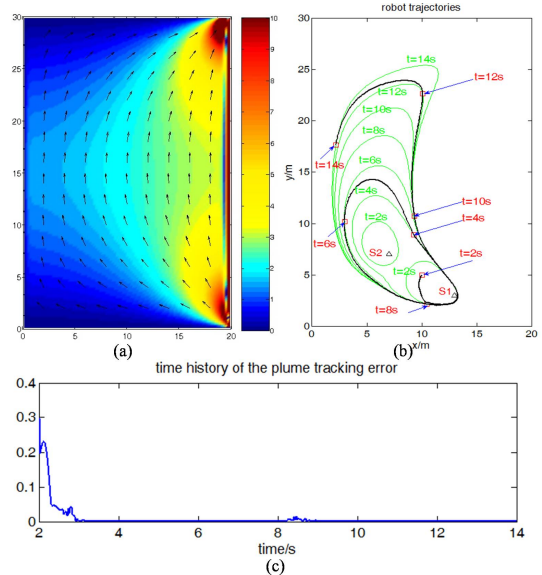 robot trajectories
30
25
20
15
10
5
0
0
5
10
15
20
10
9
8
7
6
5
4
3
2
1
0
(a)
30
25
20
15
10
5
0
y/m
0
5
10
15
20
x/m
t=14s
t=12s
t=12s
t=10s
t=8s
t=14s
t=6s
t=4s
t=10s
t=2s
t=4s
t=6s
S2
t=2s
t=2s
S1
t=8s
(b)
time history of the plume tracking error
0.4
0.3
0.2
0.1
0
2
4
6
8
10
12
14
time/s
(c)